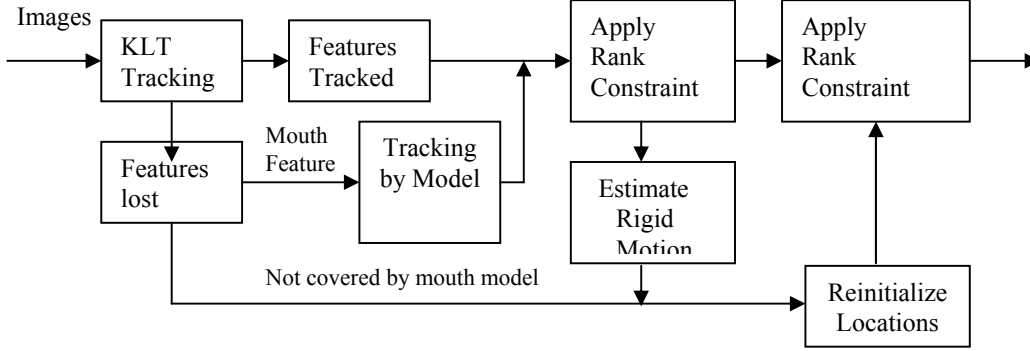 Images
KLT
Tracking
Features
Tracked
Apply
Rank
Constraint
Apply
Rank
Constraint
Features
lost
Mouth
Feature
Tracking
by Model
Estimate
Rigid
Motion
Not covered by mouth model
Reinitialize
Locations